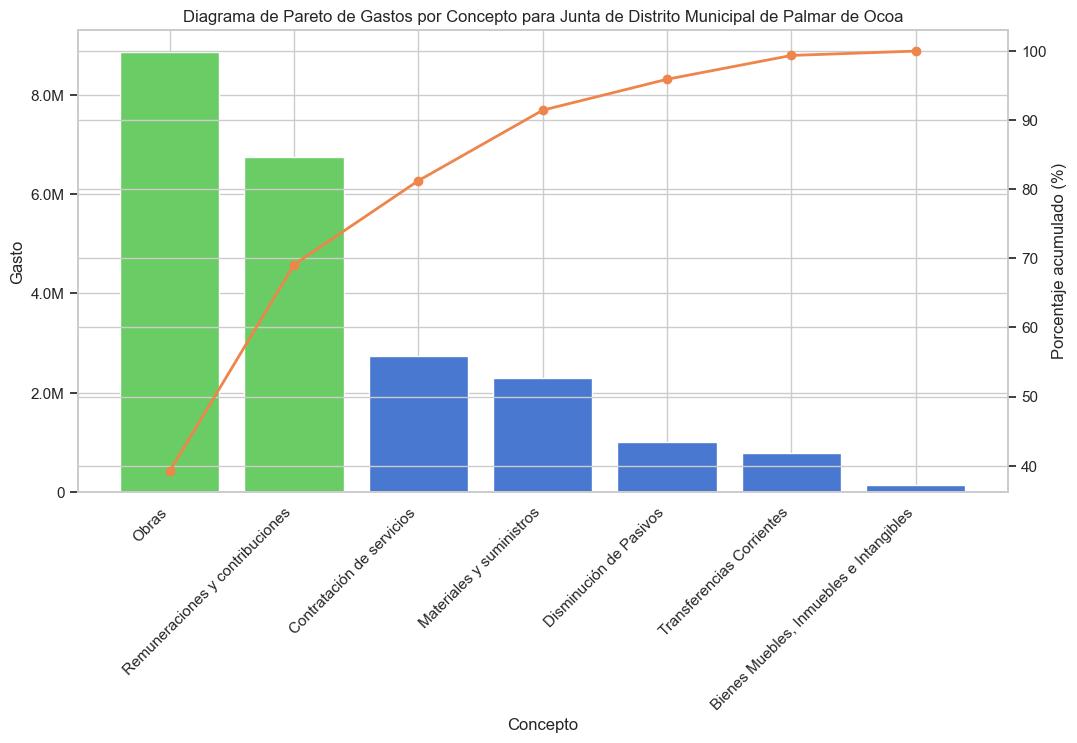 Diagrama de Pareto de Gastos por Concepto para Junta de Distrito Municipal de Palmar de Ocoa
Gasto
8.0M
6.0M
4.0M
2.0M
0
100
90
80
70
60
50
40
Porcentaje acumulado (%)
Obras
Remuneraciones y contribuciones
Contratación de servicios
Materiales y suministros
Disminución de Pasivos
Transferencias Corrientes
Bienes Muebles, Inmuebles e Intangibles
Concepto